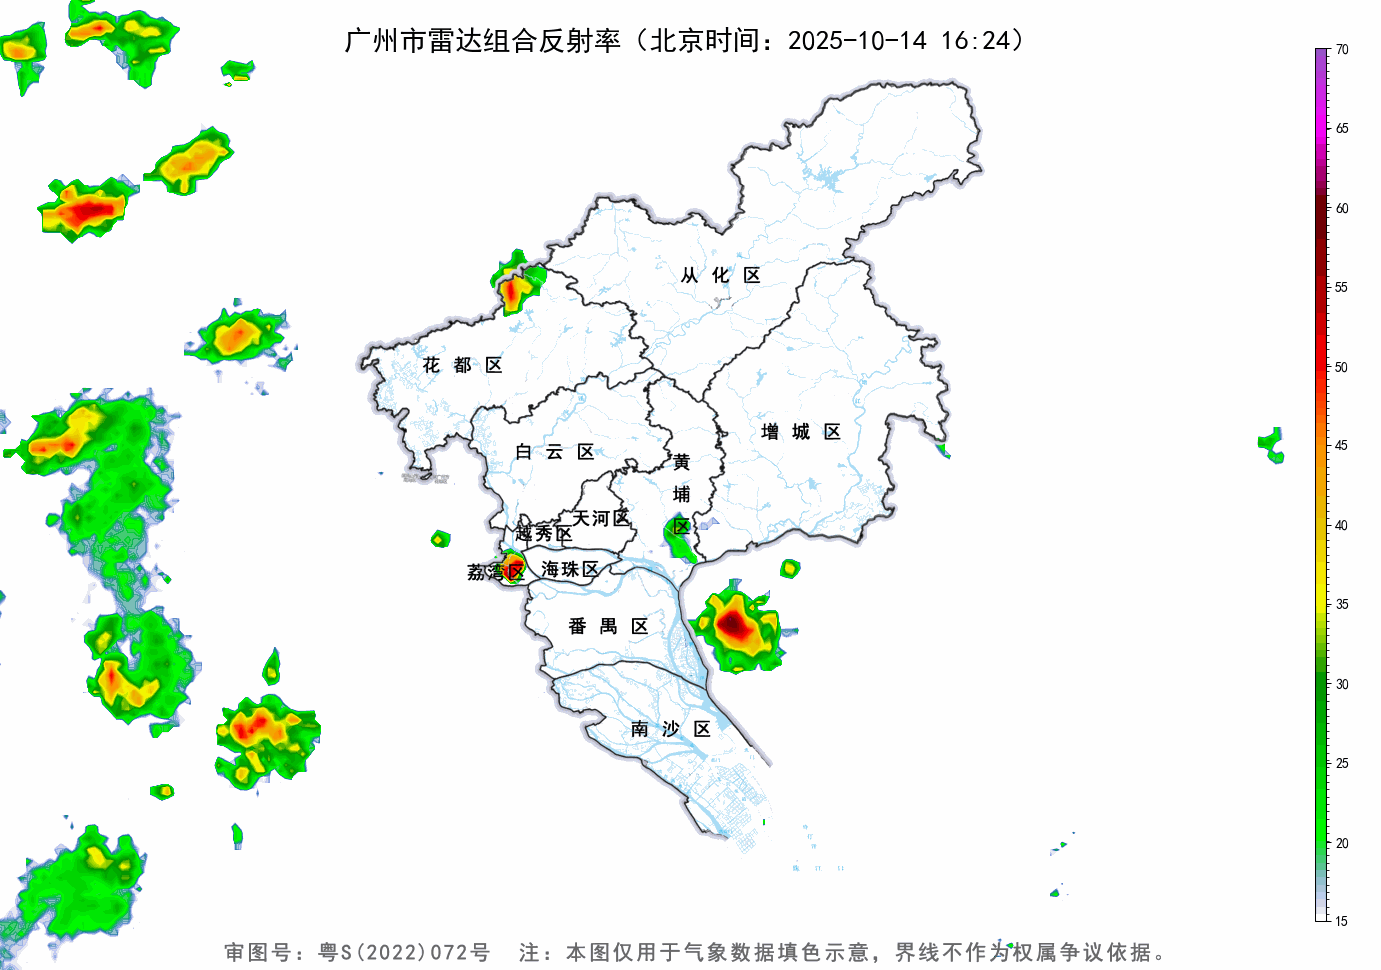 广州市雷达组合反射率（北京时间：2025-10-14 16:24）
70
65
60
55
50
45
40
35
30
25
20
15
从化区
花都区
增城区
白云区
黄埔区
天河区
越秀区
荔湾区
海珠区
番禺区
南沙区
审图号：粤S(2022)072号 注：本图仅用于气象数据填色示意，界线不作为权属争议依据。